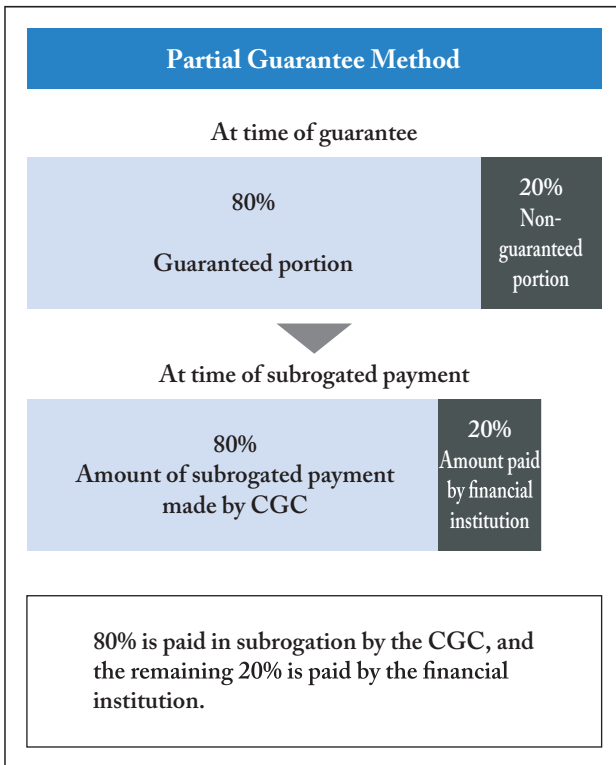 Partial Guarantee Method
At time of guarantee
80%
Guaranteed portion
20%
Non-
guaranteed
portion
At time of subrogated payment
80%
Amount of subrogated payment
made by CGC
20%
Amount paid
by financial
institution
80% is paid in subrogation by the CGC, and
the remaining 20% is paid by the financial
institution.